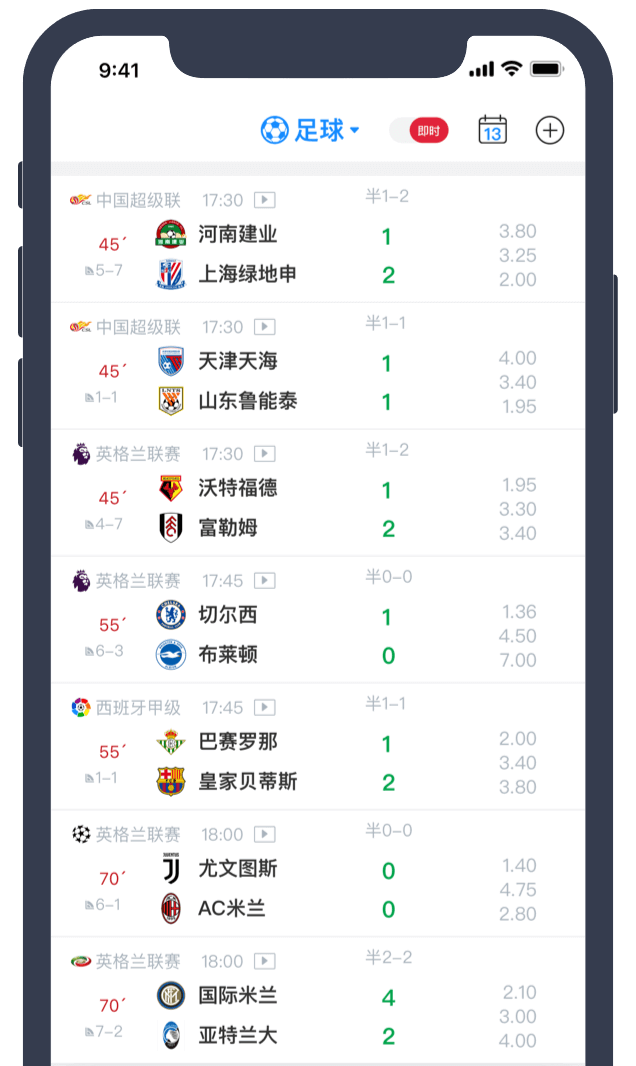 9:41
足球 即时 13
中国超级联 17:30 半1-2
45´ 河南建业 1 3.80
3.25
5-7 上海绿地申 2 2.00
中国超级联 17:30 半1-1
45´ 天津天海 1 4.00
3.40
1-1 山东鲁能泰 1 1.95
英格兰联赛 17:30 半1-2
45´ 沃特福德 1 1.95
3.30
4-7 富勒姆 2 3.40
英格兰联赛 17:45 半0-0
55´ 切尔西 1 1.36
4.50
6-3 布莱顿 0 7.00
西班牙甲级 17:45 半1-1
55´ 巴赛罗那 1 2.00
3.40
1-1 皇家贝蒂斯 2 3.80
英格兰联赛 18:00 半0-0
70´ 尤文图斯 0 1.40
4.75
6-1 AC米兰 0 2.80
英格兰联赛 18:00 半2-2
70´ 国际米兰 4 2.10
3.00
7-2 亚特兰大 2 4.00